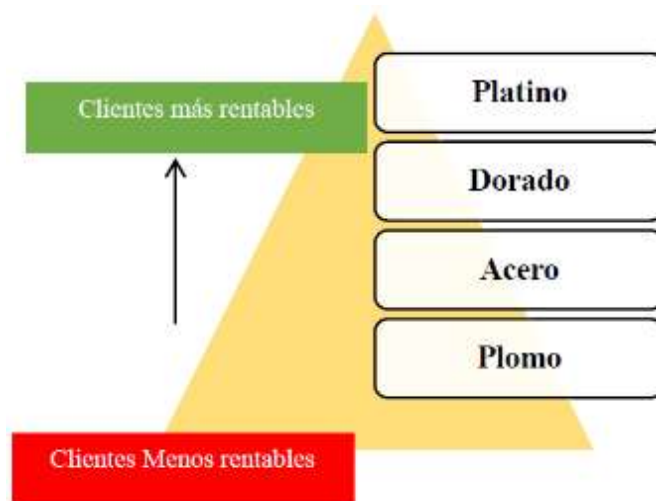 Platino
Clientes más rentables
Dorado
Acero
Plomo
Clientes Menos rentables